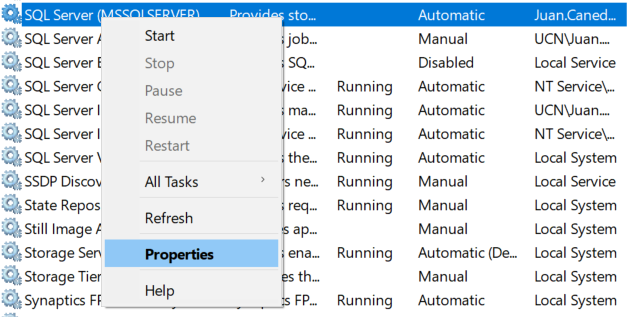 SQL Server (MSSQLSERVER) Provides sto... Automatic Juan.Caned...
SQL Server A Start s job... Manual UCN\Juan....
SQL Server B Stop s SQ... Disabled Local Service
SQL Server C Pause rvice ... Running Automatic NT Service\...
SQL Server I Resume s ma... Running Automatic UCN\Juan....
SQL Server I Restart rvice ... Running Automatic NT Service\...
SQL Server V s the... Running Automatic Local System
SSDP Discov All Tasks rs ne... Running Manual Local Service
State Repos s req... Running Manual Local System
Still Image A Refresh es ap... Manual Local System
Storage Serv Properties s ena... Running Automatic (De... Local System
Storage Tier es th... Manual Local System
Synaptics FP Help s FP... Running Automatic Local System